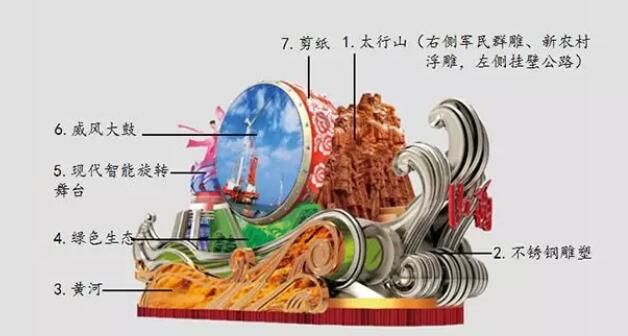 7. 剪纸
1. 太行山（右侧军民群雕、新农村
浮雕，左侧挂壁公路）
6. 威风大鼓
5. 现代智能旋转
舞台
4. 绿色生态
3. 黄河
2. 不锈钢雕塑